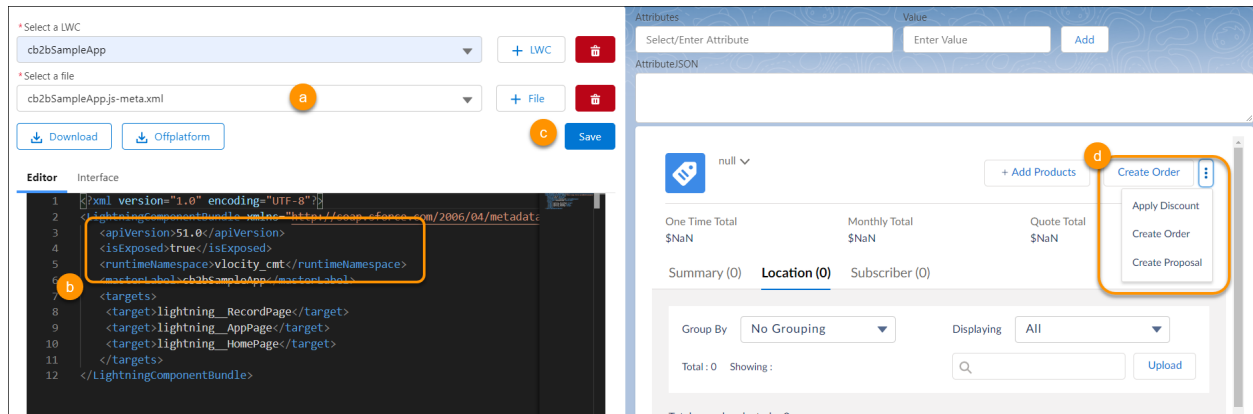 *Select a LWC
cb2bSampleApp
+ LWC
*Select a file
cb2bSampleApp.js-meta.xml
a
+ File
Download
Offplatform
c
Save
Editor Interface
1 <?xml version="1.0" encoding="UTF-8"?>
2 <LightningComponentBundle xmlns="http://soap.sforce.com/2006/04/metadata
3 <apiVersion>51.0</apiVersion>
4 <isExposed>true</isExposed>
5 <runtimeNamespace>vlocity_cmt</runtimeNamespace>
6 <masterLabel>cb2bSampleApp</masterLabel>
b
7 <targets>
8 <target>lightning__RecordPage</target>
9 <target>lightning__AppPage</target>
10 <target>lightning__HomePage</target>
11 </targets>
12 </LightningComponentBundle>
Attributes Value
Select/Enter Attribute Enter Value Add
AttributeJSON
null
d
+ Add Products Create Order
Apply Discount
Create Order
Create Proposal
One Time Total Monthly Total Quote Total
$NaN $NaN $NaN
Summary (0) Location (0) Subscriber (0)
Group By No Grouping Displaying All
Total : 0 Showing : Upload